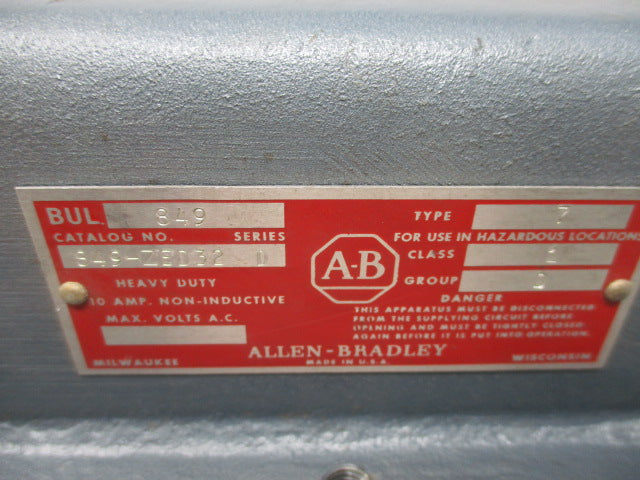 BUL. 849
CATALOG NO. SERIES
849-ZBD32 D
HEAVY DUTY
10 AMP. NON-INDUCTIVE
MAX. VOLTS A.C.
MILWAUKEE
A-B
ALLEN-BRADLEY
MADE IN U.S.A.
TYPE 7
FOR USE IN HAZARDOUS LOCATIONS
CLASS
GROUP D
DANGER
THIS APPARATUS MUST BE DISCONNECTED
FROM THE SUPPLYING CIRCUIT BEFORE
OPENING AND MUST BE TIGHTLY CLOSED
AGAIN BEFORE IT IS PUT INTO OPERATION.
WISCONSIN